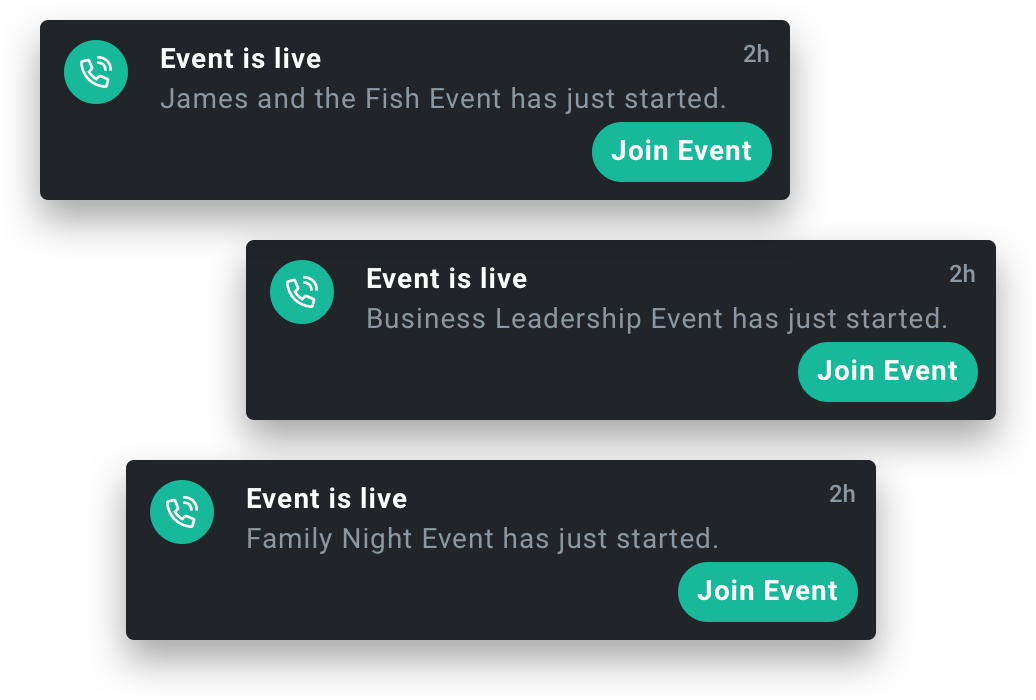 Event is live 2h
James and the Fish Event has just started.
Join Event
Event is live 2h
Business Leadership Event has just started.
Join Event
Event is live 2h
Family Night Event has just started.
Join Event